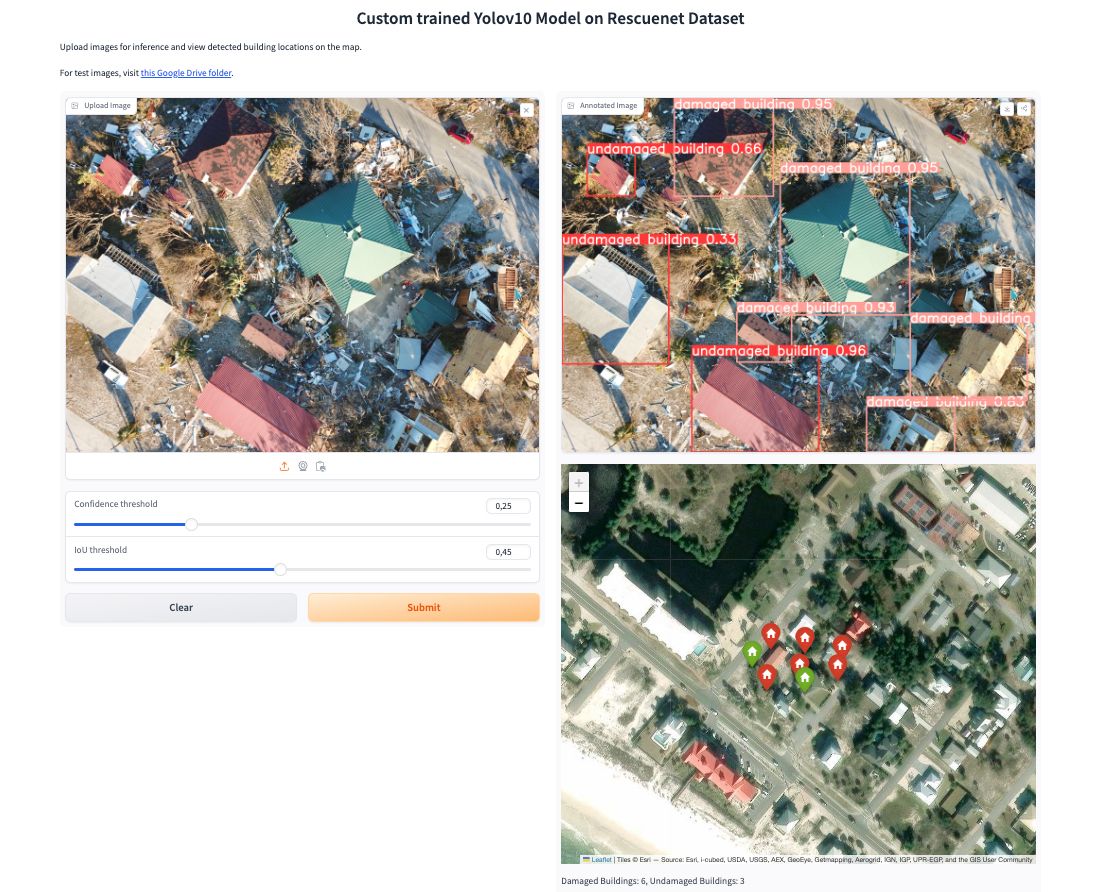 Custom trained Yolov10 Model on Rescuenet Dataset
Upload images for inference and view detected building locations on the map.
For test images, visit this Google Drive folder.
Upload Image
Annotated Image
damaged_building 0.95
undamaged_building 0.66
damaged_building 0.95
undamaged_building 0.33
damaged_building 0.93
damaged_building
undamaged_building 0.96
damaged_building 0.83
Confidence threshold
0,25
IoU threshold
0,45
Clear
Submit
+
−
Leaflet | Tiles © Esri — Source: Esri, i-cubed, USDA, USGS, AEX, GeoEye, Getmapping, Aerogrid, IGN, IGP, UPR-EGP, and the GIS User Community
Damaged Buildings: 6, Undamaged Buildings: 3